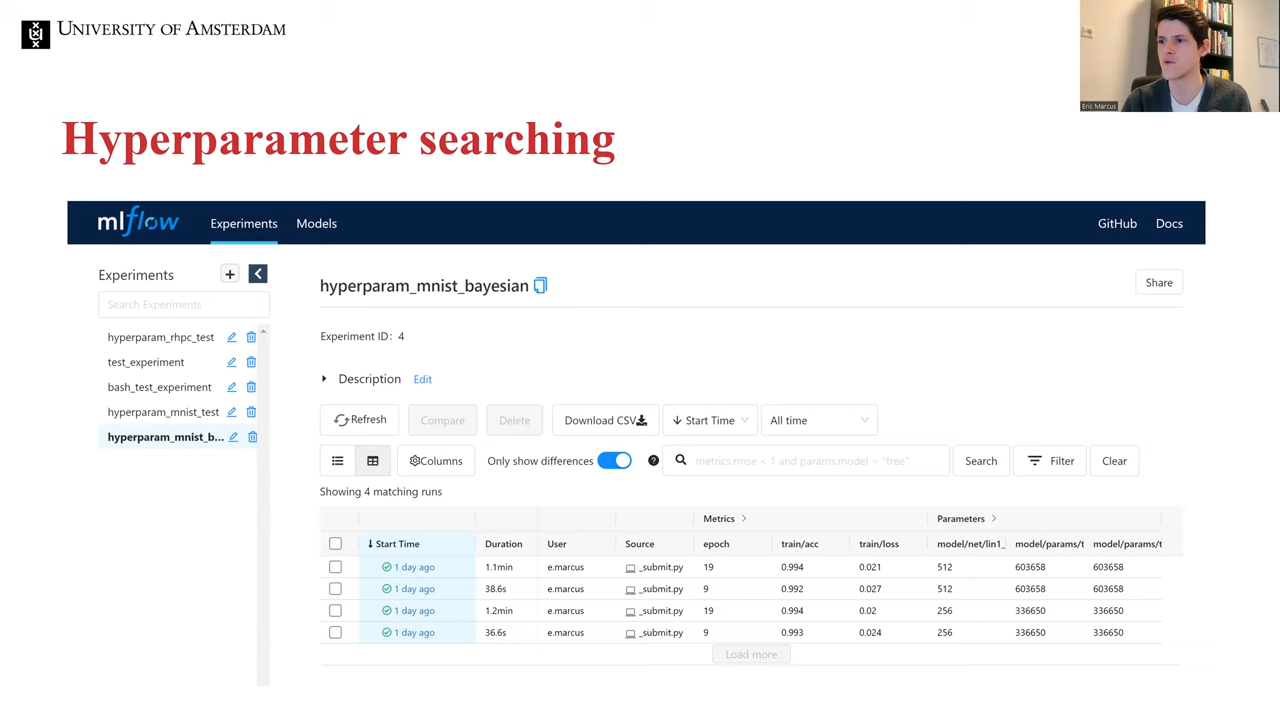 UNIVERSITY OF AMSTERDAM
Eric Marcus
Hyperparameter searching
mlflow Experiments Models GitHub Docs
Experiments
Search Experiments
hyperparam_rhpc_test
test_experiment
bash_test_experiment
hyperparam_mnist_test
hyperparam_mnist_b...
hyperparam_mnist_bayesian Share
Experiment ID: 4
Description Edit
Refresh Compare Delete Download CSV Start Time All time
Columns Only show differences metrics.rmse < 1 and params.model = "tree" Search Filter Clear
Showing 4 matching runs
Metrics Parameters
Start Time Duration User Source epoch train/acc train/loss model/net/lin1_ model/params/t model/params/t
1 day ago 1.1min e.marcus _submit.py 19 0.994 0.021 512 603658 603658
1 day ago 38.6s e.marcus _submit.py 9 0.992 0.027 512 603658 603658
1 day ago 1.2min e.marcus _submit.py 19 0.994 0.02 256 336650 336650
1 day ago 36.6s e.marcus _submit.py 9 0.993 0.024 256 336650 336650
Load more